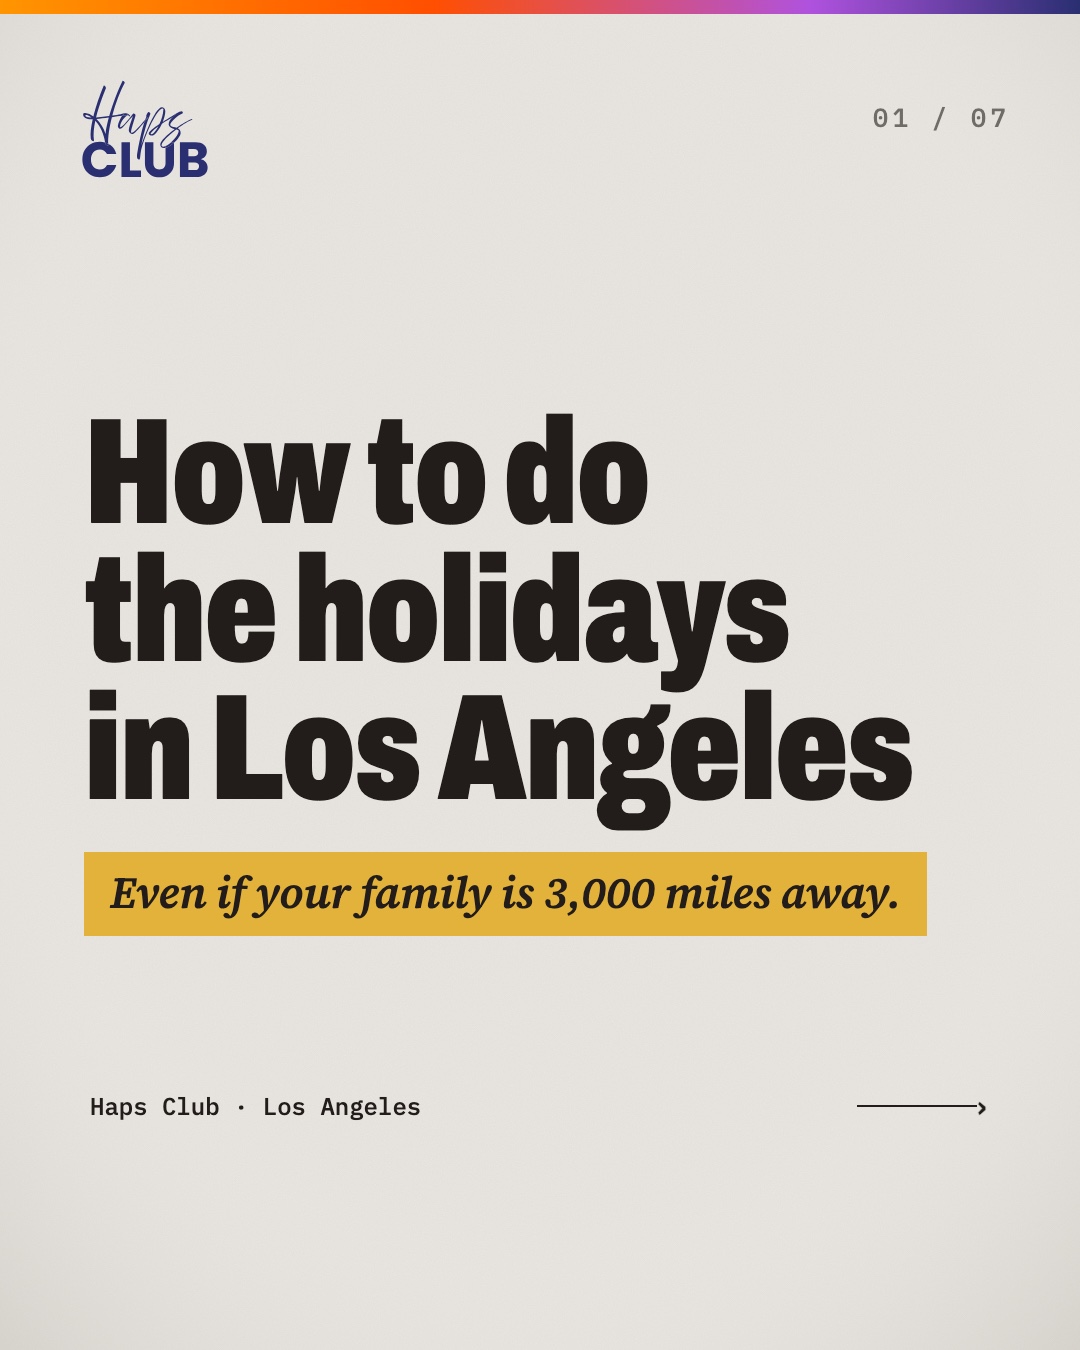 Haps
CLUB
01 / 07
How to do
the holidays
in Los Angeles
Even if your family is 3,000 miles away.
Haps Club · Los Angeles